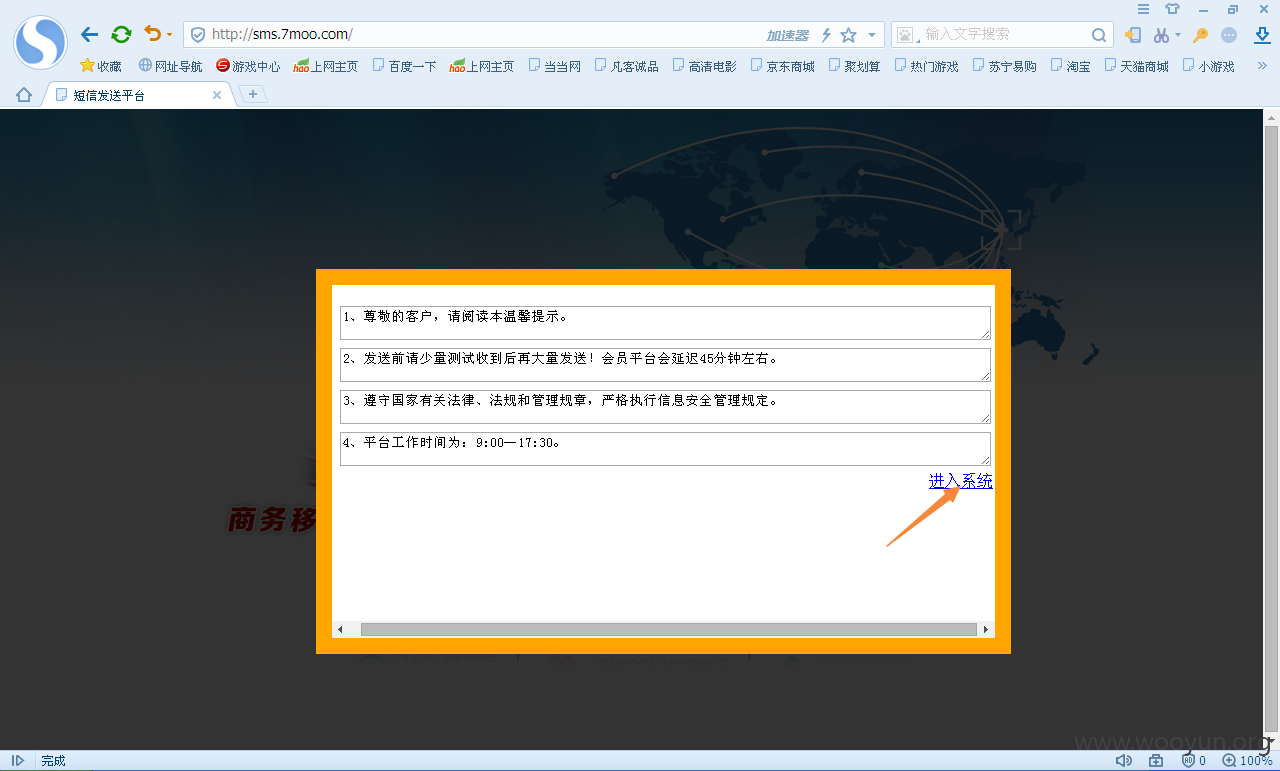 http://sms.7moo.com/
加速器
输入文字搜索
收藏 网址导航 游戏中心 hao上网主页 百度一下 hao上网主页 当当网 凡客诚品 高清电影 京东商城 聚划算 热门游戏 苏宁易购 淘宝 天猫商城 小游戏
短信发送平台
1、尊敬的客户，请阅读本温馨提示。
2、发送前请少量测试收到后再大量发送！会员平台会延迟45分钟左右。
3、遵守国家有关法律、法规和管理规章，严格执行信息安全管理规定。
4、平台工作时间为：9:00—17:30。
进入系统
商务移
www.wooyun.org
完成
0
100%